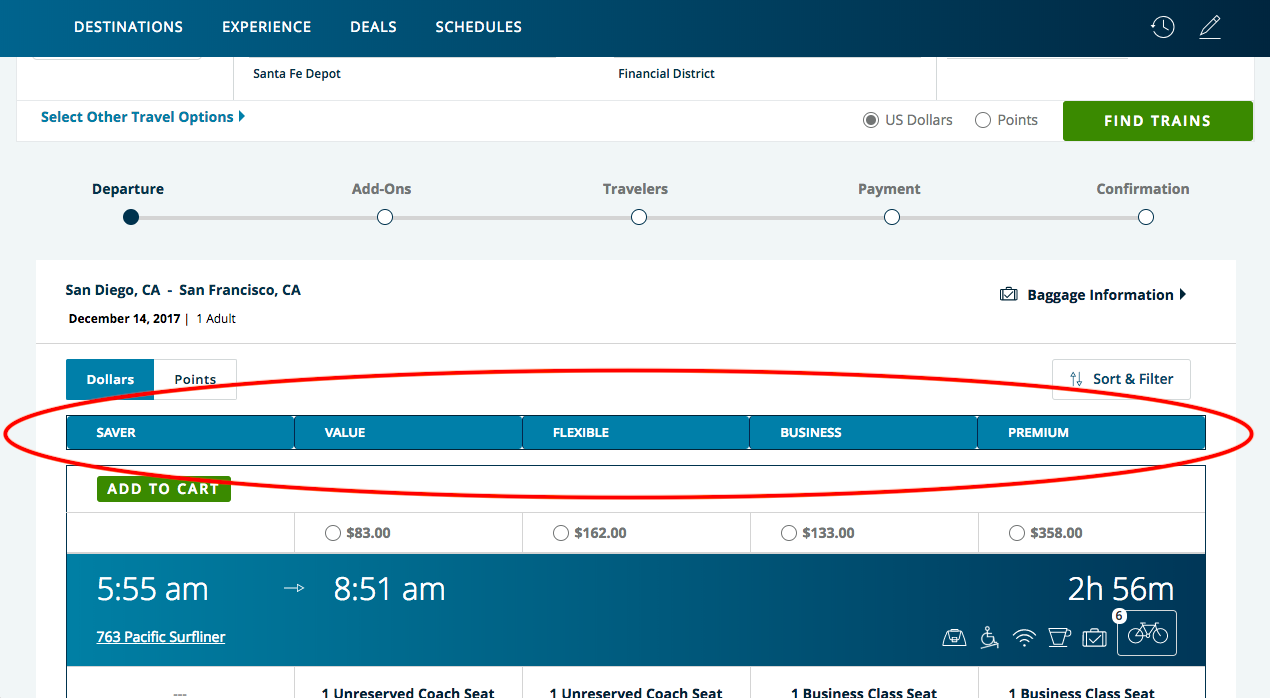 DESTINATIONS EXPERIENCE DEALS SCHEDULES
Santa Fe Depot Financial District
Select Other Travel Options US Dollars Points FIND TRAINS
Departure Add-Ons Travelers Payment Confirmation
San Diego, CA - San Francisco, CA
Baggage Information
December 14, 2017 | 1 Adult
Dollars Points Sort & Filter
SAVER VALUE FLEXIBLE BUSINESS PREMIUM
ADD TO CART
$83.00 $162.00 $133.00 $358.00
5:55 am 8:51 am 2h 56m
6
763 Pacific Surfliner
--- 1 Unreserved Coach Seat 1 Unreserved Coach Seat 1 Business Class Seat 1 Business Class Seat